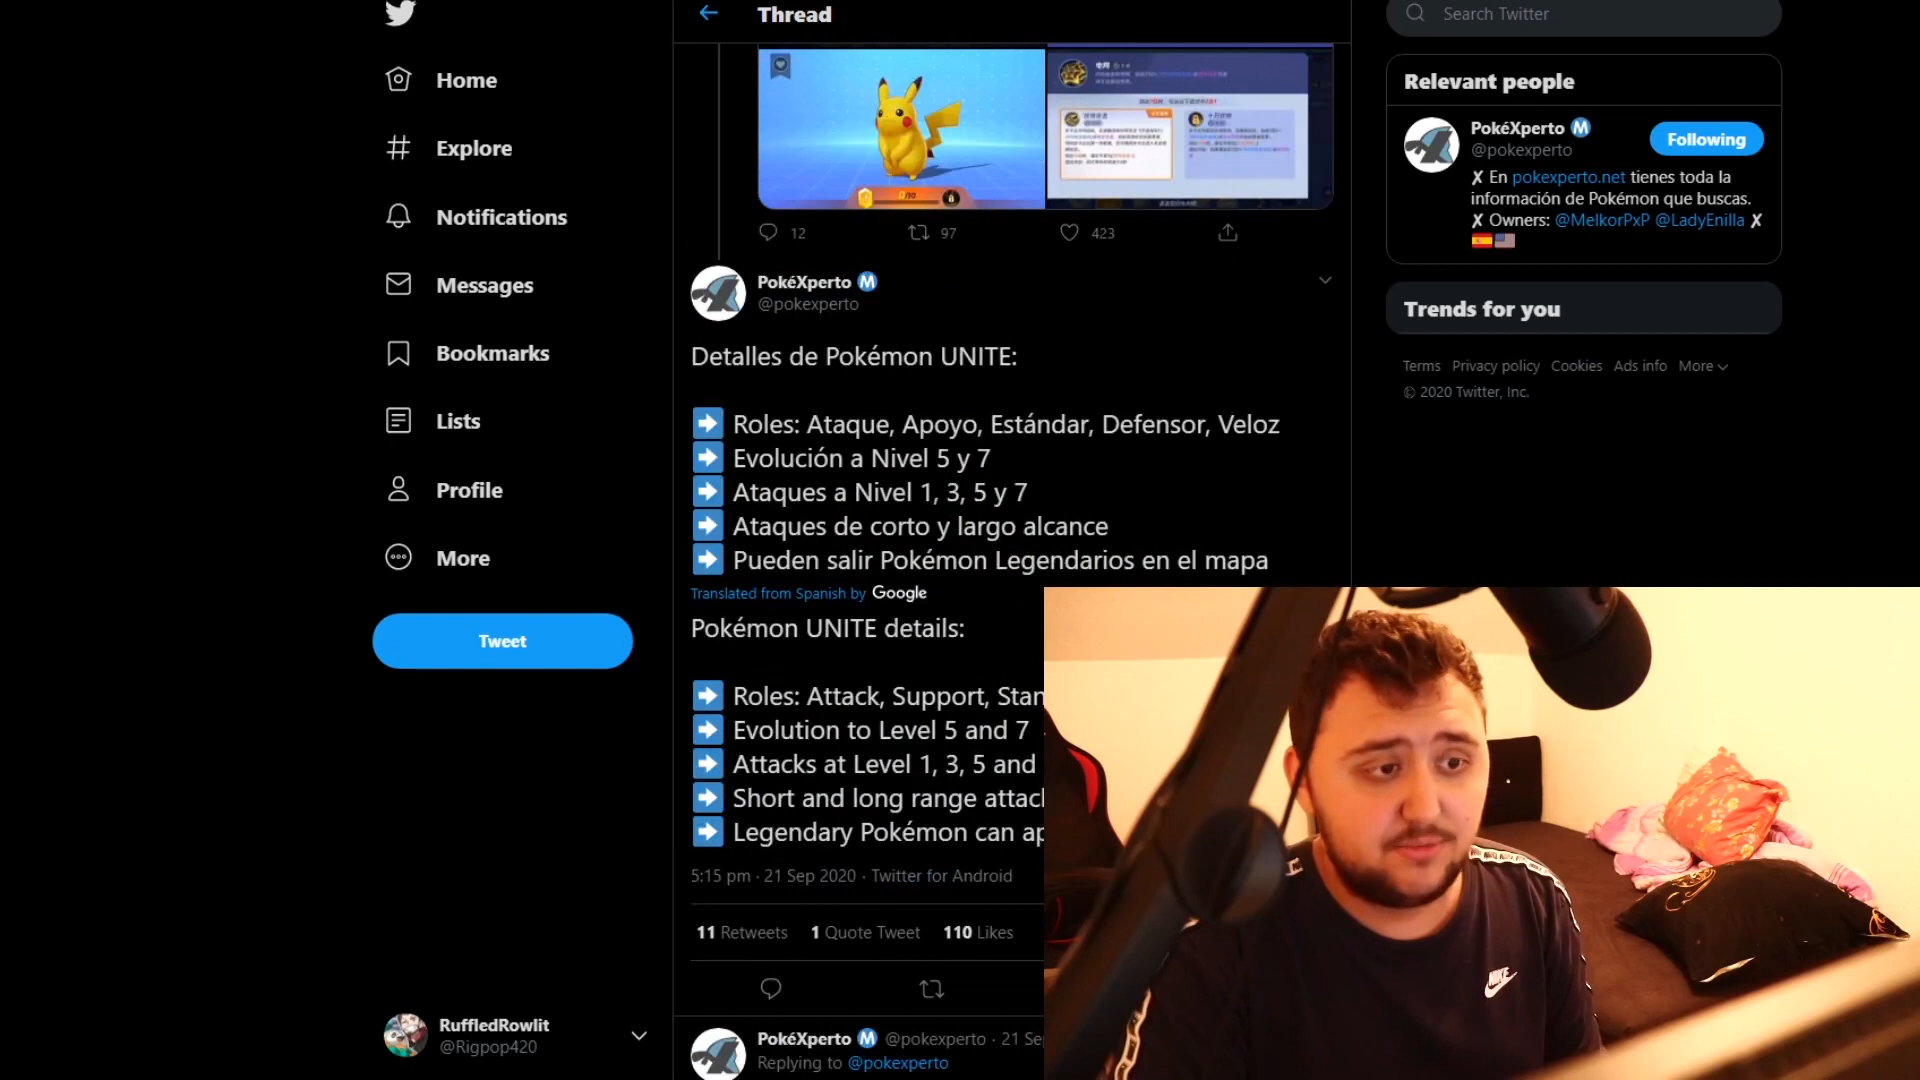 Home
Explore
Notifications
Messages
Bookmarks
Lists
Profile
More
Tweet
RuffledRowlit
@Rigpop420
Thread
0/10
12
97
423
PokéXperto
@pokexperto
Detalles de Pokémon UNITE:
Roles: Ataque, Apoyo, Estándar, Defensor, Veloz
Evolución a Nivel 5 y 7
Ataques a Nivel 1, 3, 5 y 7
Ataques de corto y largo alcance
Pueden salir Pokémon Legendarios en el mapa
Translated from Spanish by Google
Pokémon UNITE details:
Roles: Attack, Support, Stan
Evolution to Level 5 and 7
Attacks at Level 1, 3, 5 and
Short and long range attac
Legendary Pokémon can ap
5:15 pm · 21 Sep 2020 · Twitter for Android
11 Retweets 1 Quote Tweet 110 Likes
PokéXperto @pokexperto · 21 Se
Replying to @pokexperto
Search Twitter
Relevant people
PokéXperto
@pokexperto
Following
✗ En pokexperto.net tienes toda la
información de Pokémon que buscas.
✗ Owners: @MelkorPxP @LadyEnilla ✗
Trends for you
Terms Privacy policy Cookies Ads info More
© 2020 Twitter, Inc.
NIKE